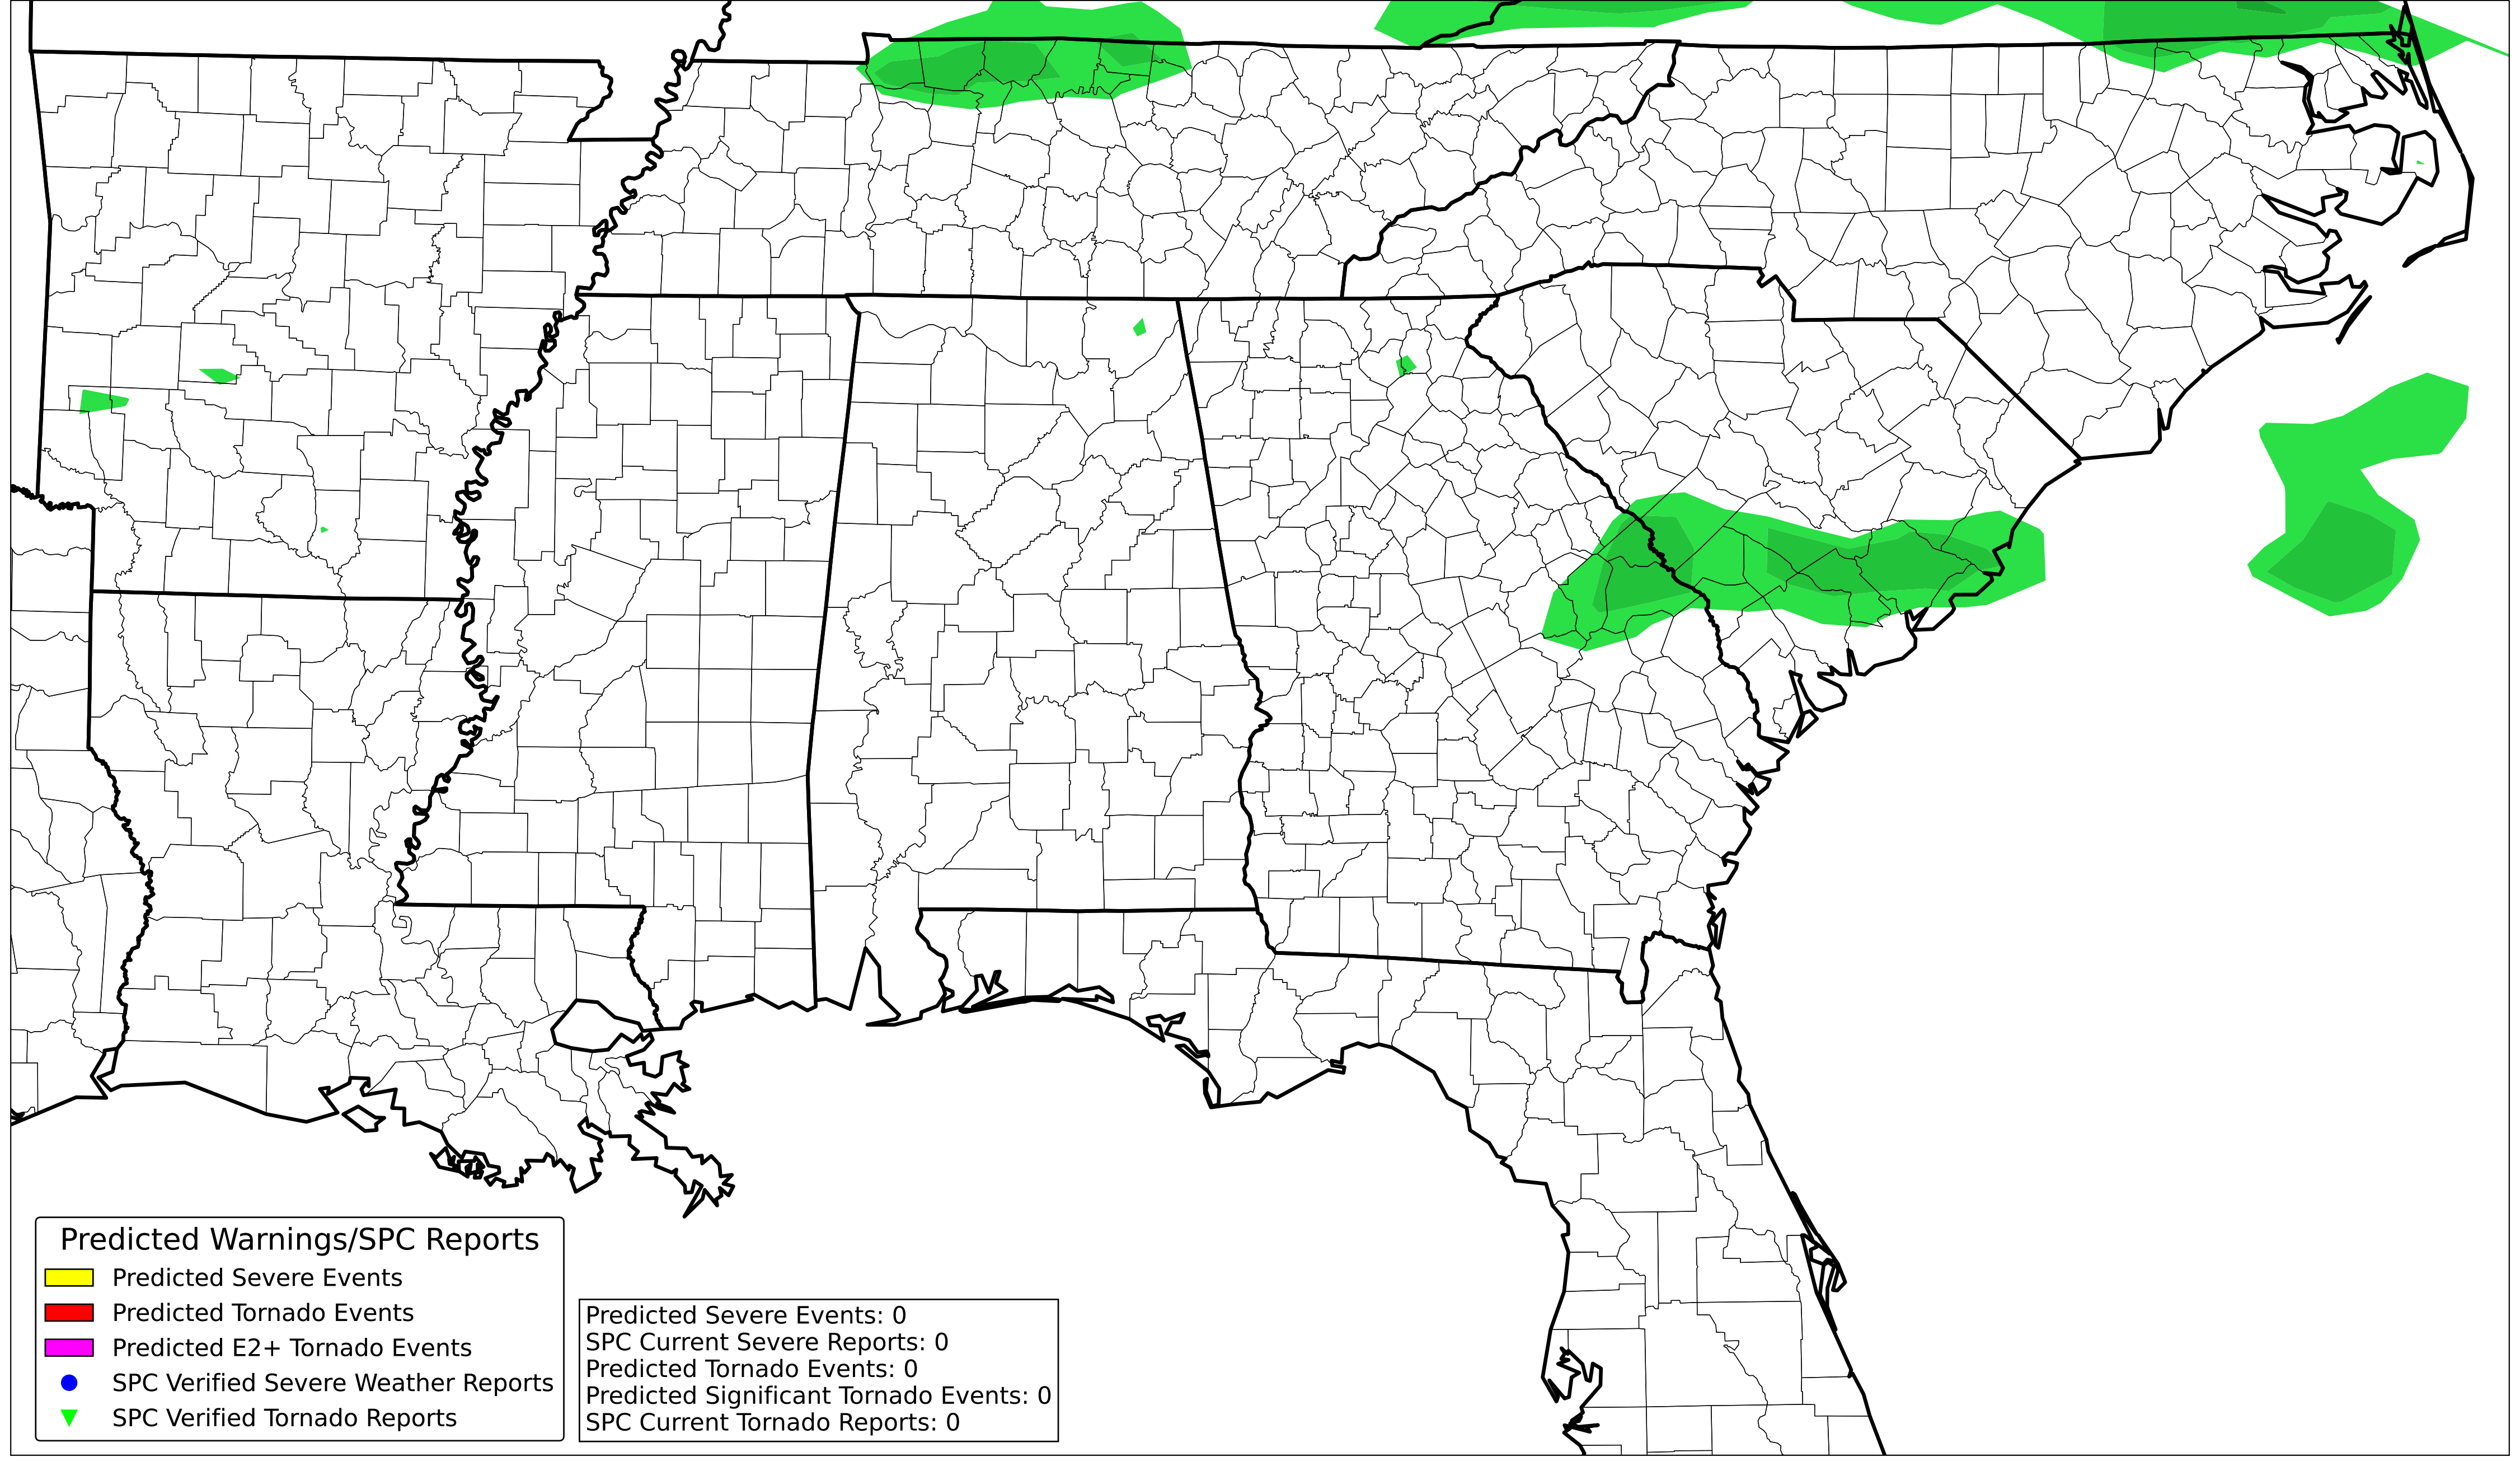 Predicted Warnings/SPC Reports
Predicted Severe Events
Predicted Tornado Events
Predicted E2+ Tornado Events
SPC Verified Severe Weather Reports
SPC Verified Tornado Reports
Predicted Severe Events: 0
SPC Current Severe Reports: 0
Predicted Tornado Events: 0
Predicted Significant Tornado Events: 0
SPC Current Tornado Reports: 0